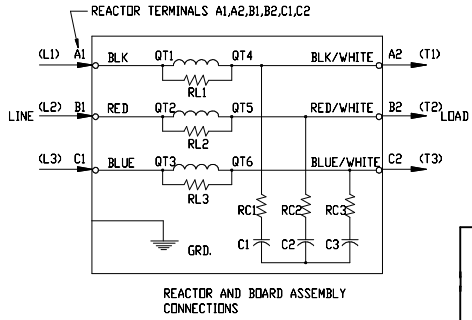 REACTOR TERMINALS A1,A2,B1,B2,C1,C2
(L1) A1 BLK QT1 QT4 BLK/WHITE A2 (T1)
RL1
LINE (L2) B1 RED QT2 QT5 RED/WHITE B2 (T2) LOAD
RL2
(L3) C1 BLUE QT3 QT6 BLUE/WHITE C2 (T3)
RL3
RC1 RC2 RC3
C1 C2 C3
GRD.
REACTOR AND BOARD ASSEMBLY
CONNECTIONS